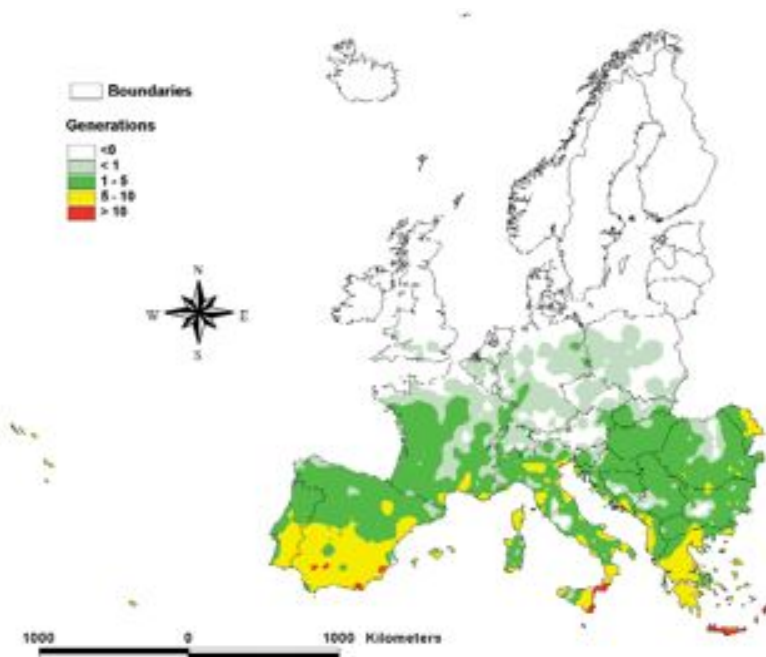 Boundaries
Generations
<0
< 1
1 - 5
5 - 10
> 10
N
W E
S
1000 0 1000 Kilometers